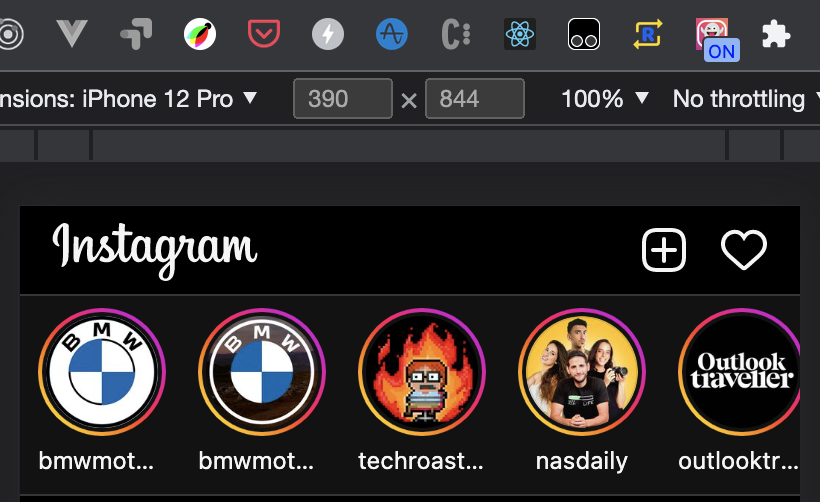 R
ON
nsions: iPhone 12 Pro
390 × 844
100%
No throttling
Instagram
BMW
BMW
Outlook
traveller
bmwmot...
bmwmot...
techroast...
nasdaily
outlooktr...